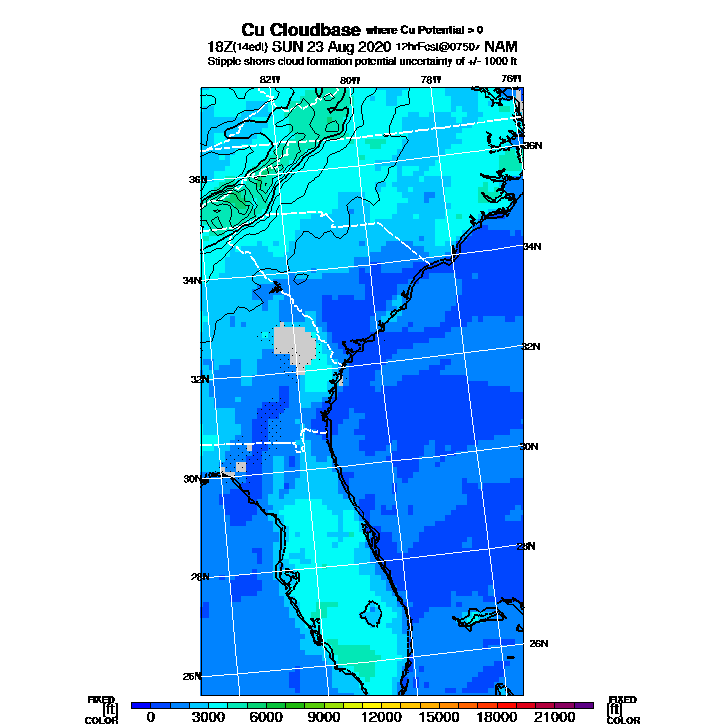 Cu Cloudbase where Cu Potential > 0
18Z(14edt) SUN 23 Aug 2020 12hrFcst@0750z NAM
Stipple shows cloud formation potential uncertainty of +/- 1000 ft
82W 80W 78W 76W
36N
36N
34N
34N
32N
32N
30N
30N
28N
28N
26N
26N
FIXED FIXED
[ft] [ft]
COLOR 0 3000 6000 9000 12000 15000 18000 21000 COLOR